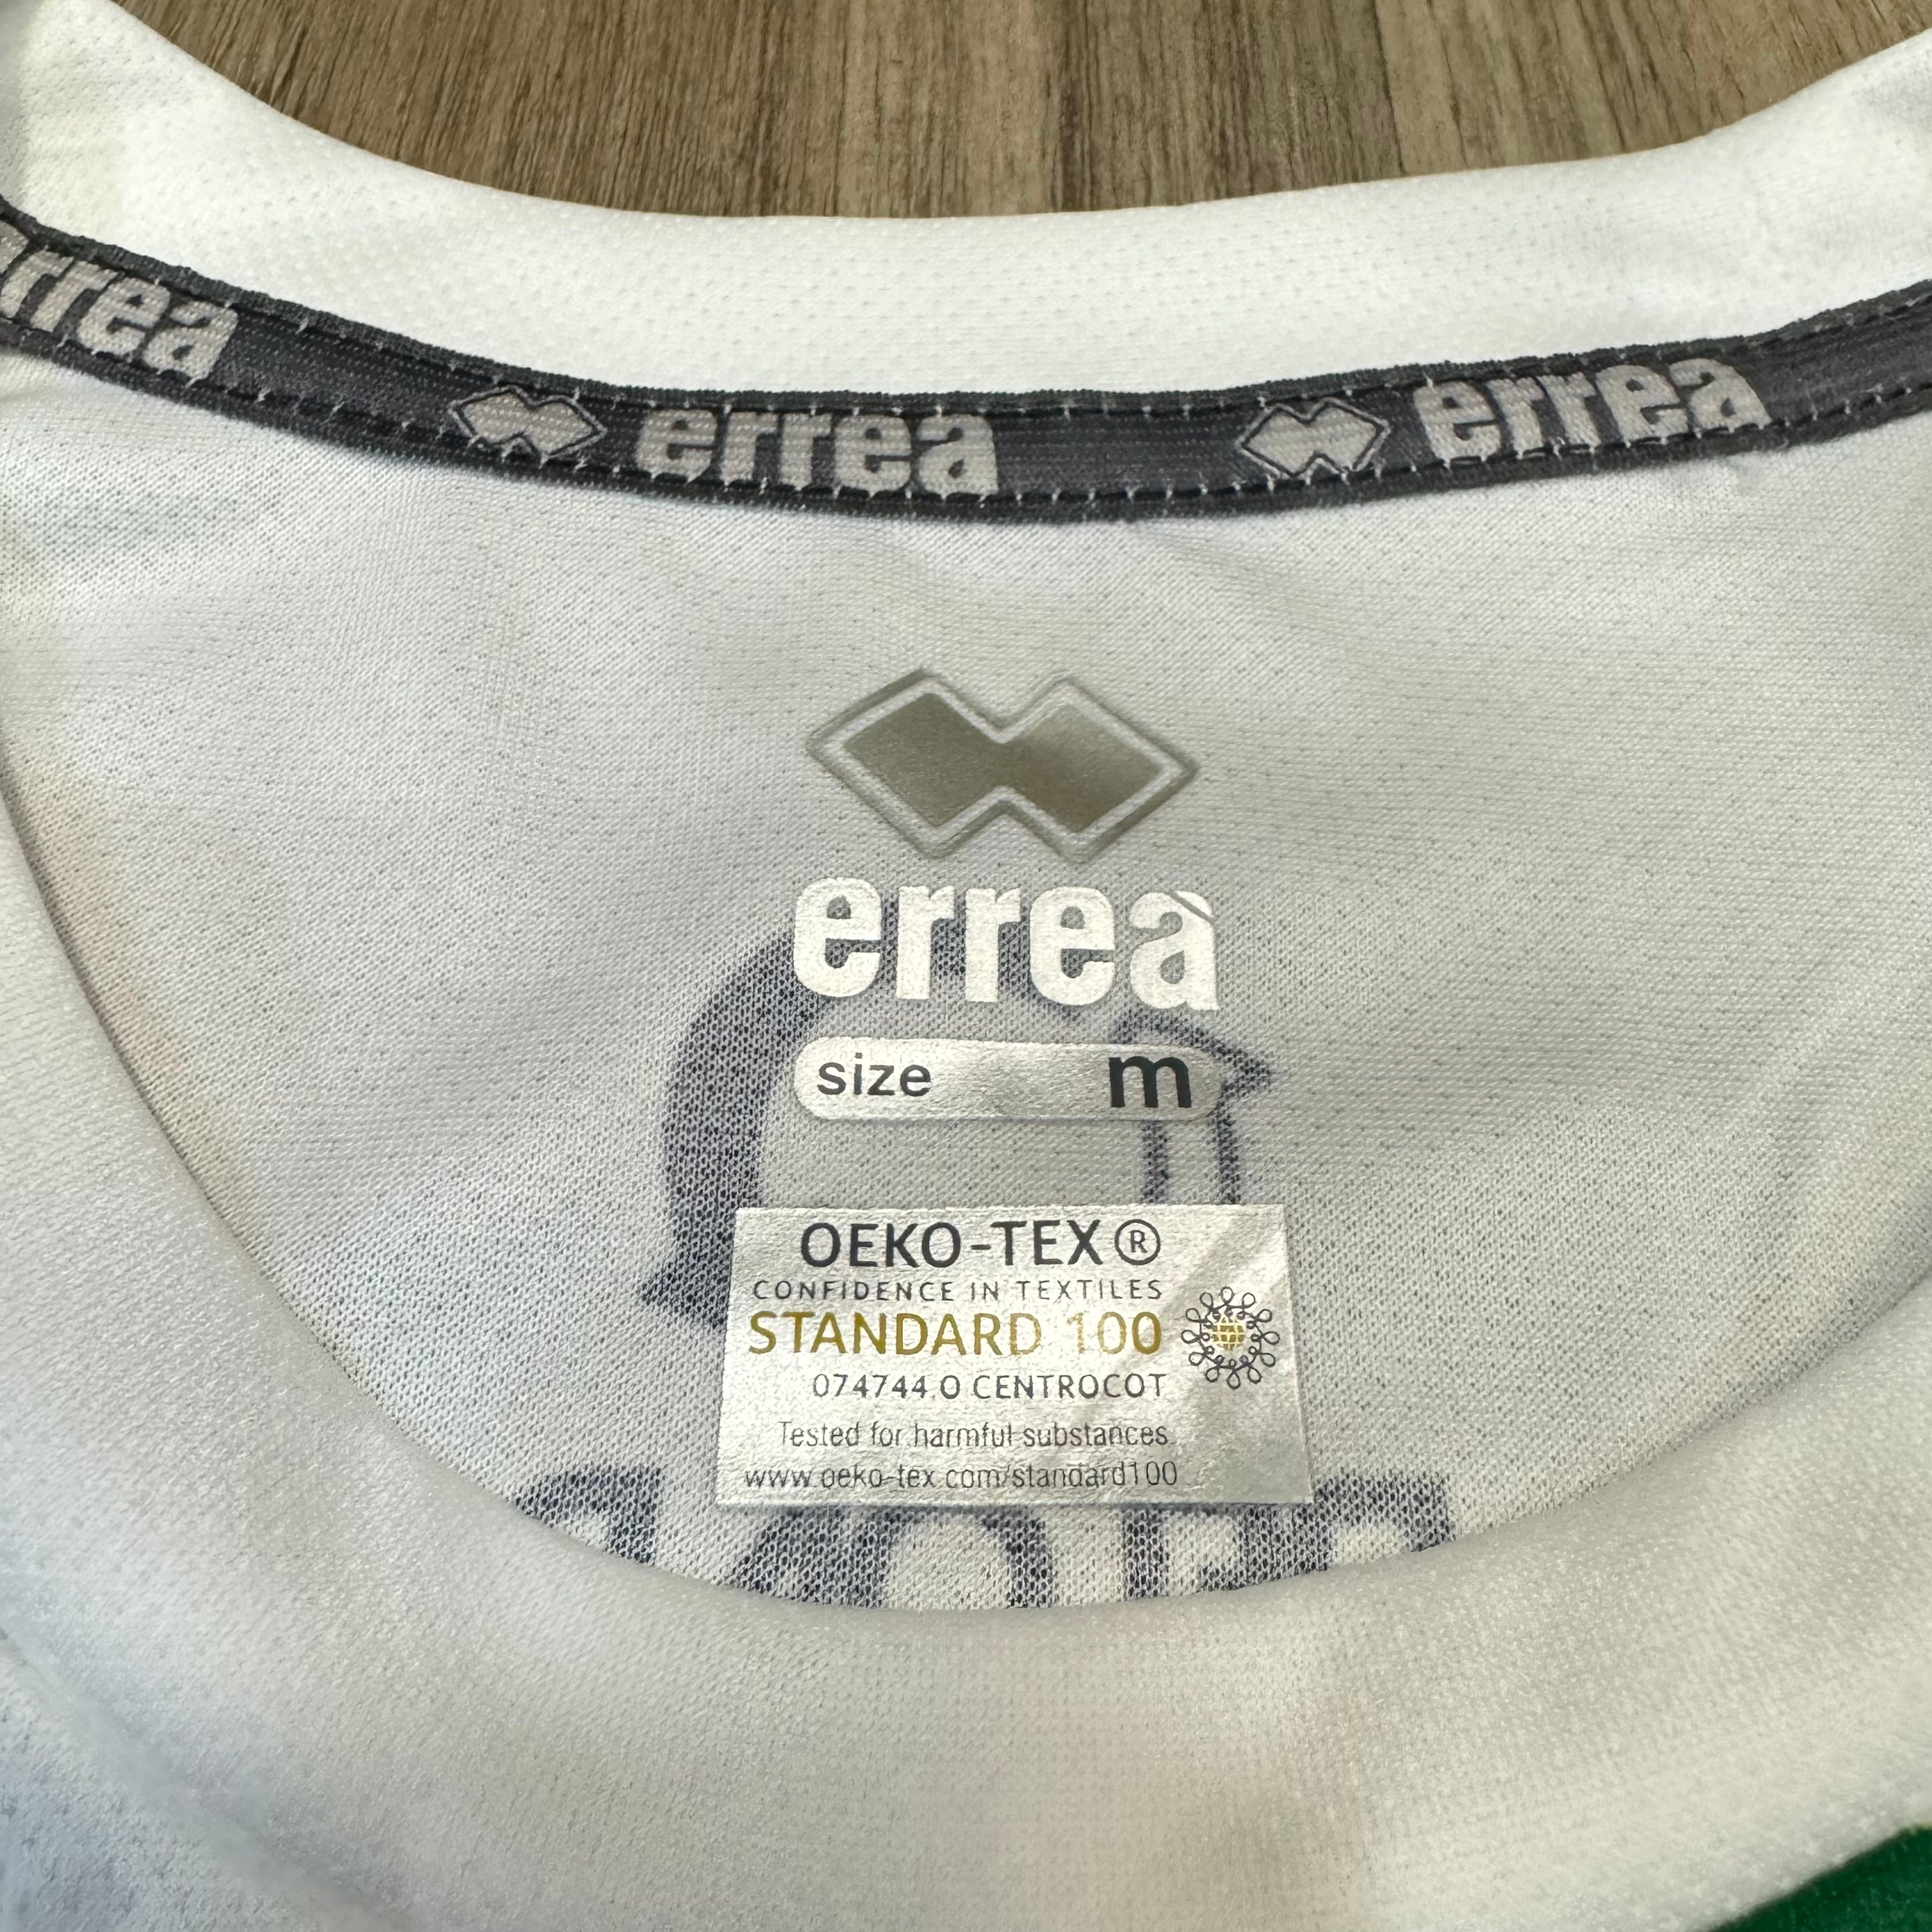 errea
errea
errea
errea
size m
OEKO-TEX®
CONFIDENCE IN TEXTILES
STANDARD 100
074744.O CENTROCOT
Tested for harmful substances.
www.oeko-tex.com/standard100